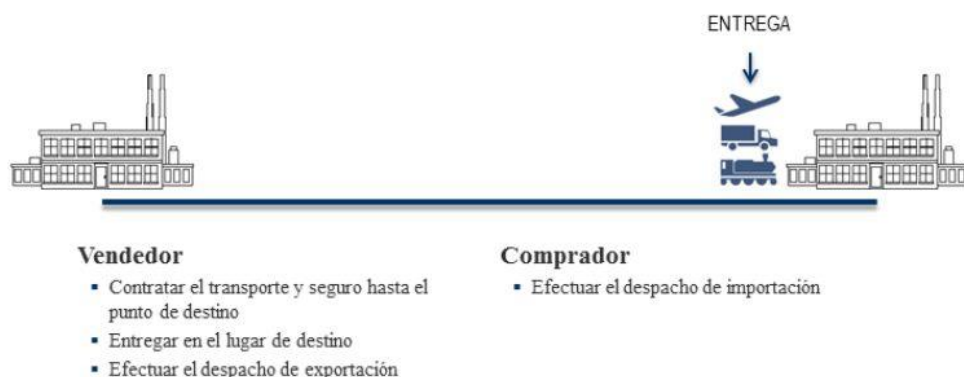 ENTREGA
Vendedor
▪ Contratar el transporte y seguro hasta el
punto de destino
▪ Entregar en el lugar de destino
▪ Efectuar el despacho de exportación
Comprador
▪ Efectuar el despacho de importación